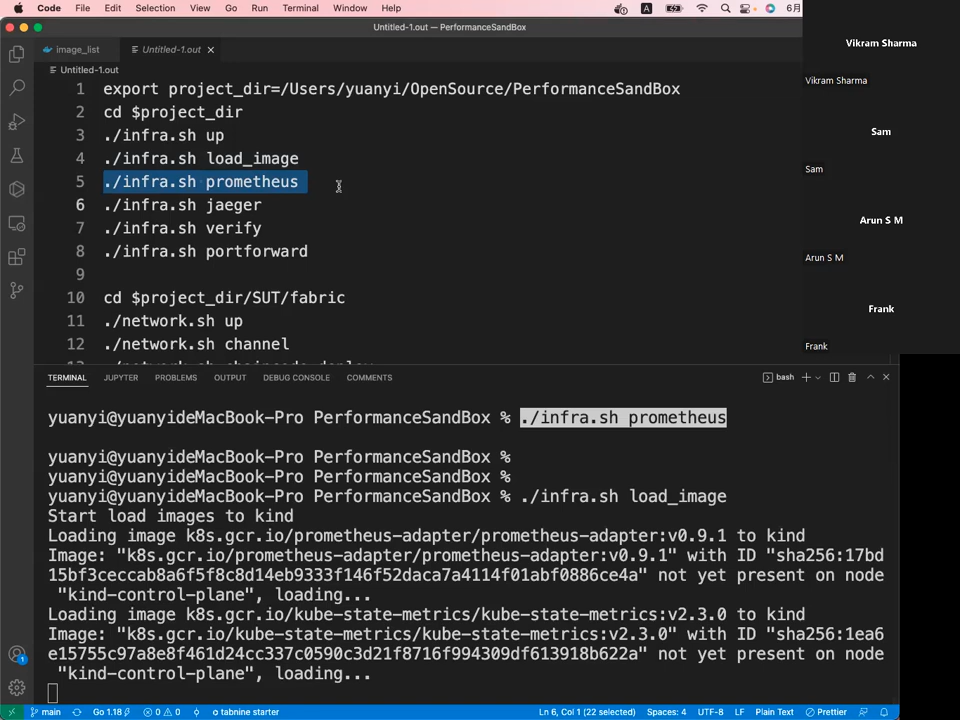 Code File Edit Selection View Go Run Terminal Window Help A 6月
Untitled-1.out — PerformanceSandBox
image_list Untitled-1.out
Untitled-1.out
1 export project_dir=/Users/yuanyi/OpenSource/PerformanceSandBox
2 cd $project_dir
3 ./infra.sh up
4 ./infra.sh load_image
5 ./infra.sh prometheus
6 ./infra.sh jaeger
7 ./infra.sh verify
8 ./infra.sh portforward
9
10 cd $project_dir/SUT/fabric
11 ./network.sh up
12 ./network.sh channel
Vikram Sharma
Vikram Sharma
Sam
Sam
Arun S M
Arun S M
Frank
Frank
TERMINAL JUPYTER PROBLEMS OUTPUT DEBUG CONSOLE COMMENTS bash
yuanyi@yuanyideMacBook-Pro PerformanceSandBox % ./infra.sh prometheus
yuanyi@yuanyideMacBook-Pro PerformanceSandBox %
yuanyi@yuanyideMacBook-Pro PerformanceSandBox %
yuanyi@yuanyideMacBook-Pro PerformanceSandBox % ./infra.sh load_image
Start load images to kind
Loading image k8s.gcr.io/prometheus-adapter/prometheus-adapter:v0.9.1 to kind
Image: "k8s.gcr.io/prometheus-adapter/prometheus-adapter:v0.9.1" with ID "sha256:17bd
15bf3ceccab8a6f5f8c8d14eb9333f146f52daca7a4114f01abf0886ce4a" not yet present on node
"kind-control-plane", loading...
Loading image k8s.gcr.io/kube-state-metrics/kube-state-metrics:v2.3.0 to kind
Image: "k8s.gcr.io/kube-state-metrics/kube-state-metrics:v2.3.0" with ID "sha256:1ea6
e15755c97a8e8f461d24cc337c0590c3d21f8716f994309df613918b622a" not yet present on node
"kind-control-plane", loading...
1
main Go 1.18 0 0 tabnine starter Ln 6, Col 1 (22 selected) Spaces: 4 UTF-8 LF Plain Text Prettier